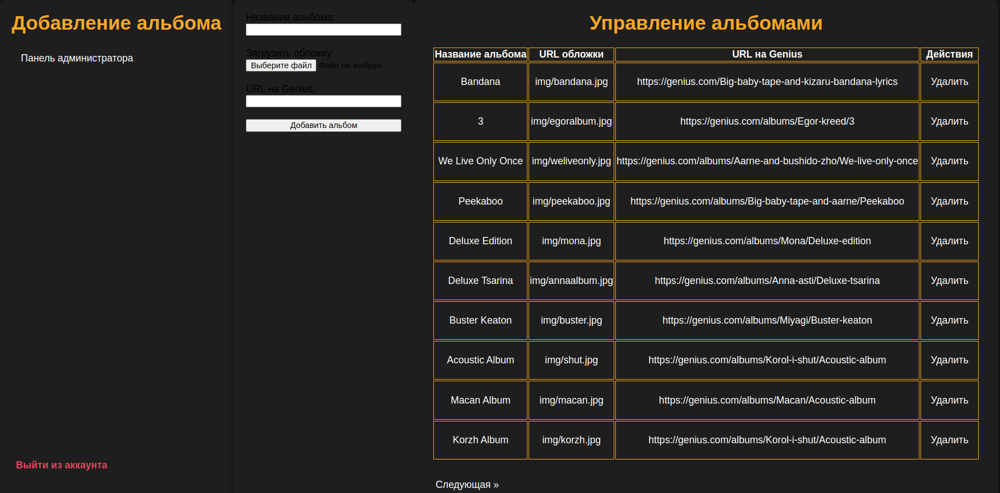 Добавление альбома
Панель администратора
Выйти из аккаунта
Название альбома:
Загрузить обложку:
Выберите файл Файл не выбран
URL на Genius:
Добавить альбом
Управление альбомами
Название альбома URL обложки URL на Genius Действия
Bandana img/bandana.jpg https://genius.com/Big-baby-tape-and-kizaru-bandana-lyrics Удалить
3 img/egoralbum.jpg https://genius.com/albums/Egor-kreed/3 Удалить
We Live Only Once img/weliveonly.jpg https://genius.com/albums/Aarne-and-bushido-zho/We-live-only-once Удалить
Peekaboo img/peekaboo.jpg https://genius.com/albums/Big-baby-tape-and-aarne/Peekaboo Удалить
Deluxe Edition img/mona.jpg https://genius.com/albums/Mona/Deluxe-edition Удалить
Deluxe Tsarina img/annaalbum.jpg https://genius.com/albums/Anna-asti/Deluxe-tsarina Удалить
Buster Keaton img/buster.jpg https://genius.com/albums/Miyagi/Buster-keaton Удалить
Acoustic Album img/shut.jpg https://genius.com/albums/Korol-i-shut/Acoustic-album Удалить
Macan Album img/macan.jpg https://genius.com/albums/Macan/Acoustic-album Удалить
Korzh Album img/korzh.jpg https://genius.com/albums/Korol-i-shut/Acoustic-album Удалить
Следующая »